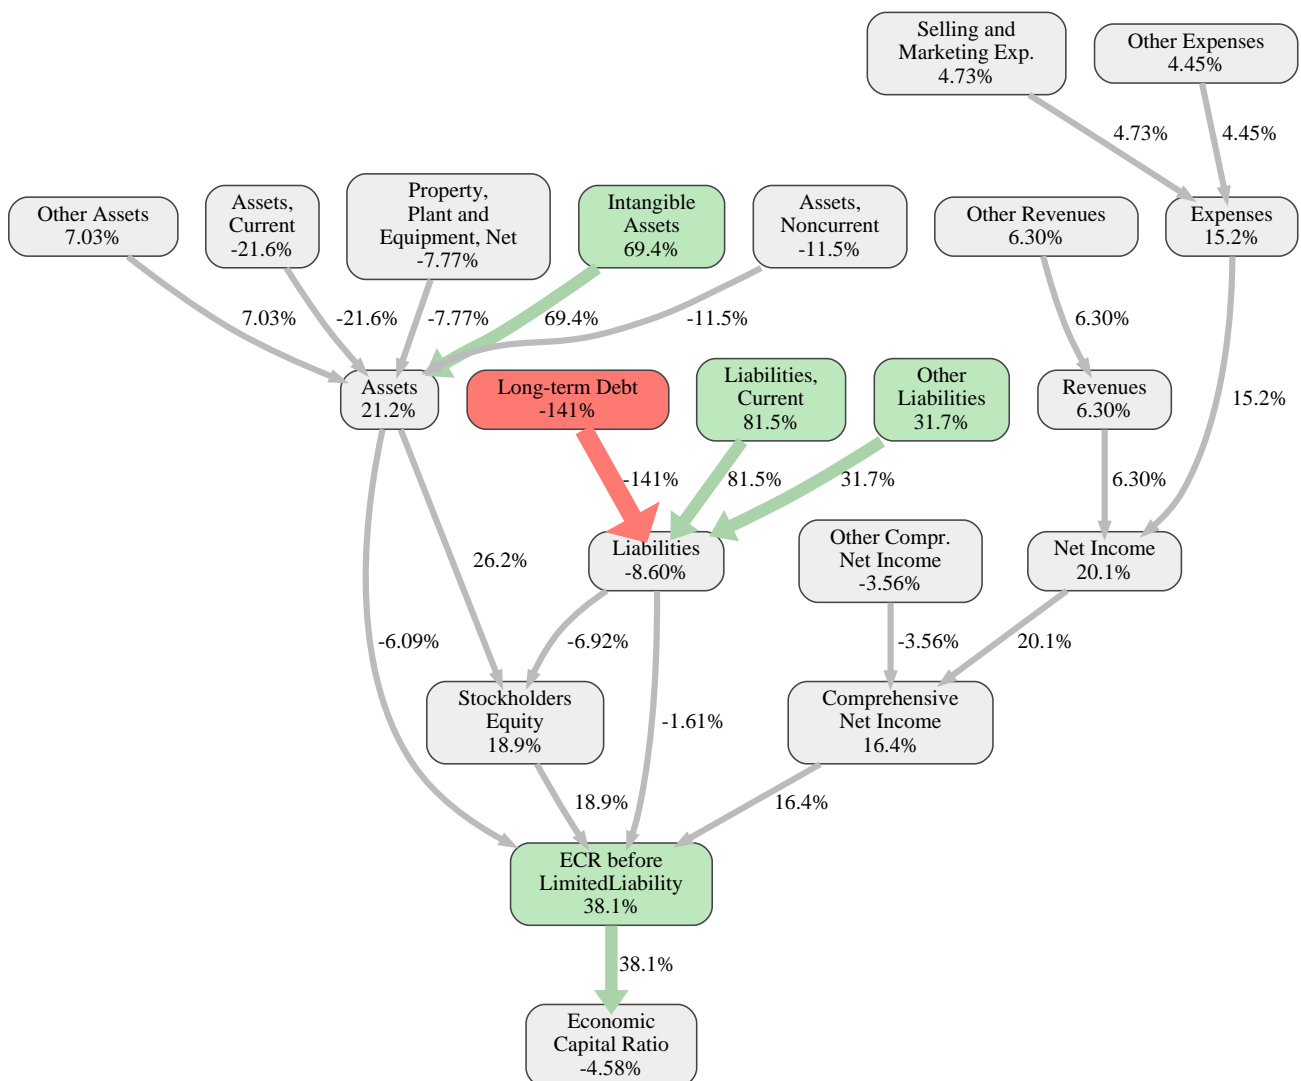 Selling and
Marketing Exp.
4.73%
Other Expenses
4.45%
4.73%
4.45%
Other Assets
7.03%
Assets,
Current
-21.6%
Property,
Plant and
Equipment, Net
-7.77%
Intangible
Assets
69.4%
Assets,
Noncurrent
-11.5%
Other Revenues
6.30%
Expenses
15.2%
7.03%
-21.6%
-7.77%
69.4%
-11.5%
6.30%
Assets
21.2%
Long-term Debt
-141%
Liabilities,
Current
81.5%
Other
Liabilities
31.7%
Revenues
6.30%
15.2%
-141%
81.5%
31.7%
6.30%
Liabilities
-8.60%
Other Compr.
Net Income
-3.56%
Net Income
20.1%
26.2%
-6.09%
-6.92%
-3.56%
20.1%
Stockholders
Equity
18.9%
-1.61%
Comprehensive
Net Income
16.4%
18.9%
16.4%
ECR before
LimitedLiability
38.1%
38.1%
Economic
Capital Ratio
-4.58%